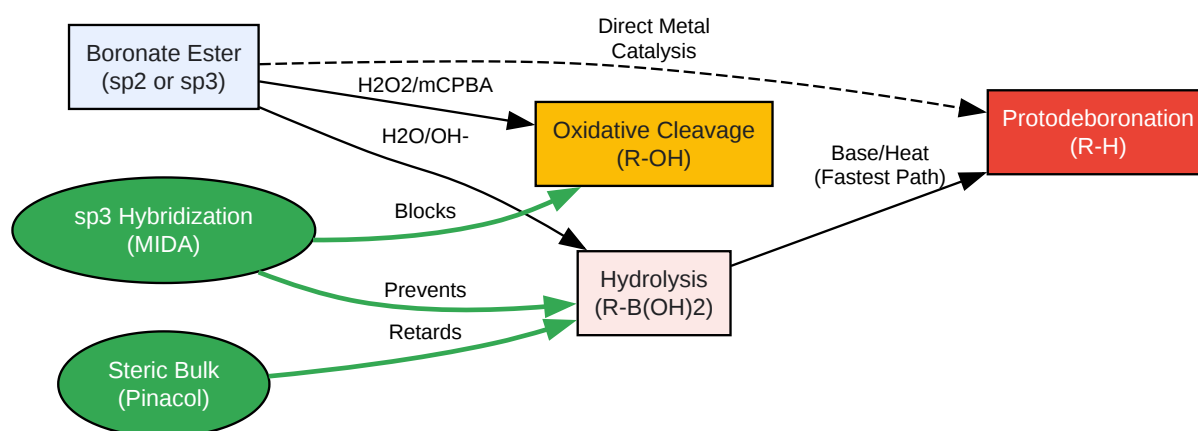 Direct Metal
Catalysis
Boronate Ester
(sp2 or sp3)
H2O2/mCPBA
Oxidative Cleavage
(R-OH)
Protodeboronation
(R-H)
H2O/OH-
Base/Heat
(Fastest Path)
sp3 Hybridization
(MIDA)
Blocks
Prevents
Hydrolysis
(R-B(OH)2)
Retards
Steric Bulk
(Pinacol)